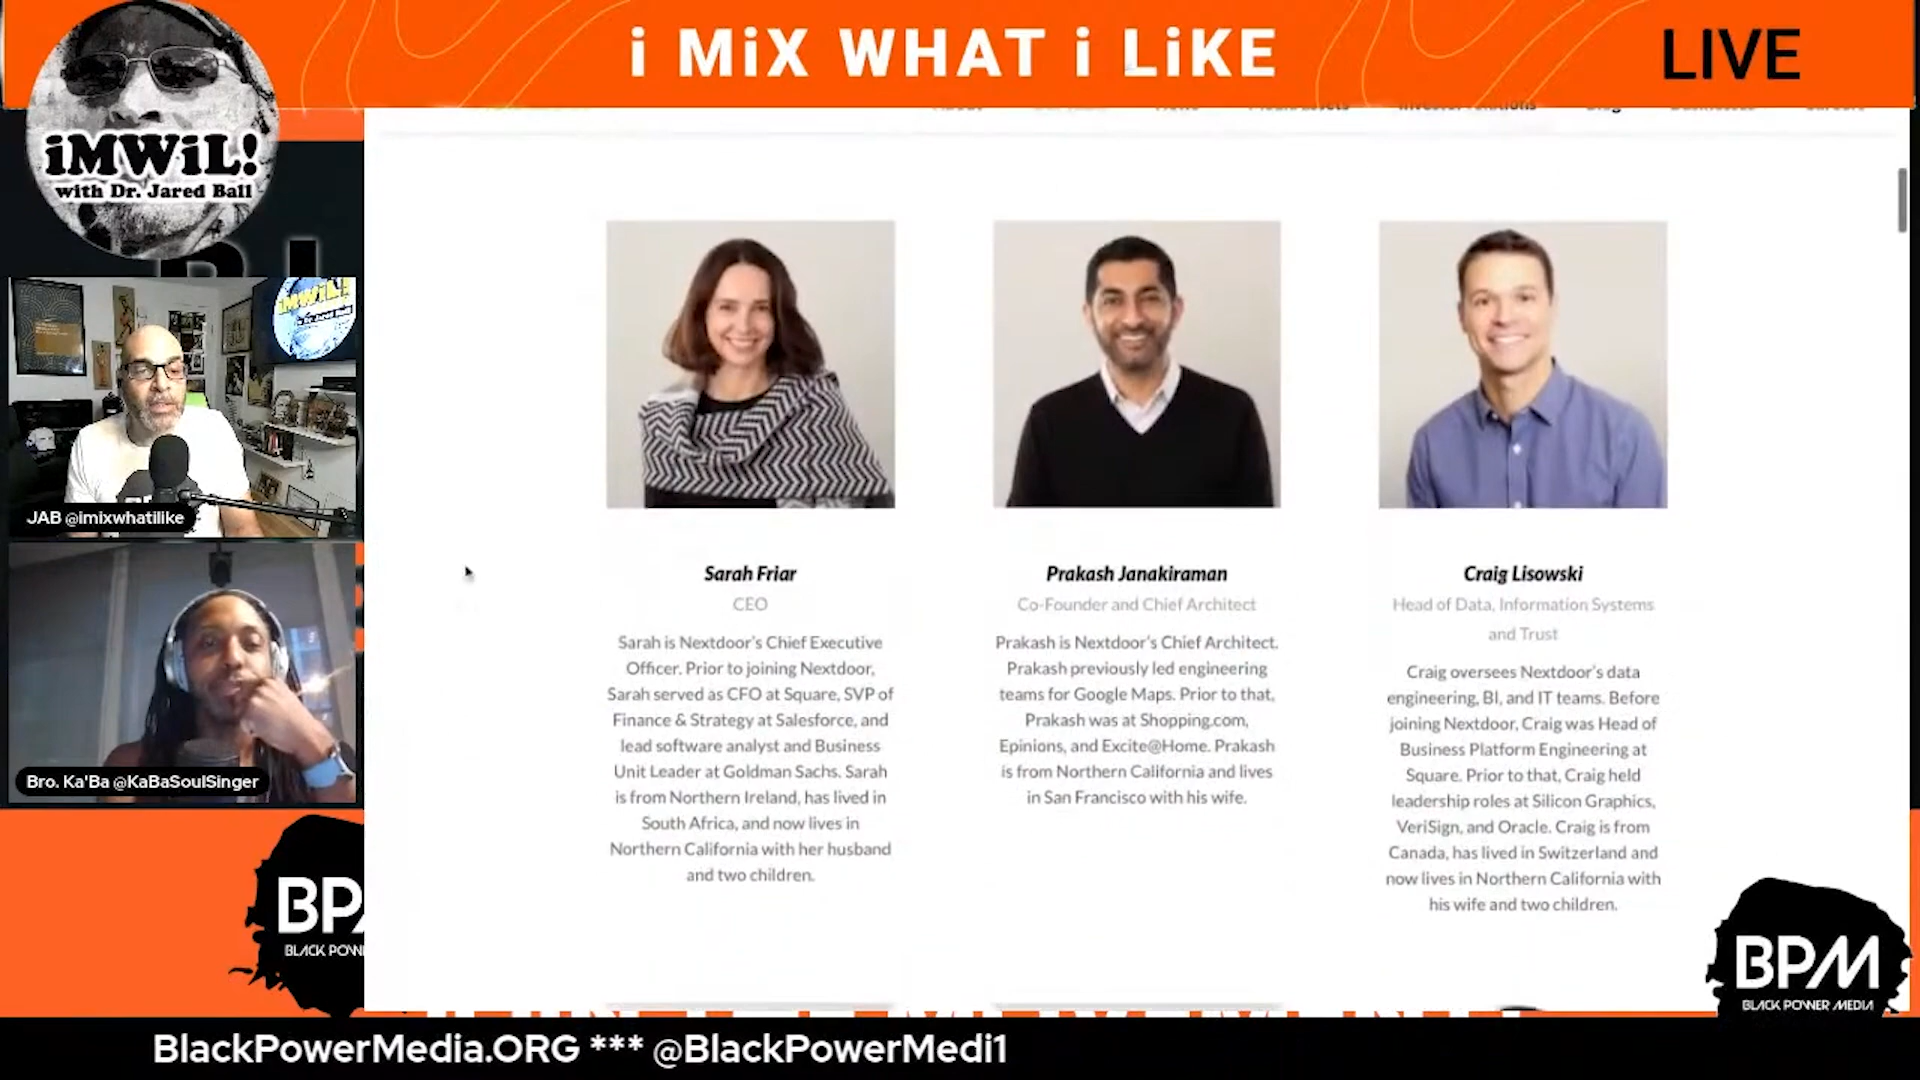 i MiX WHAT i LiKE
LIVE
iMWiL!
with Dr. Jared Ball
iMWiL!
JAB @imixwhatilike
Bro. Ka'Ba @KaBaSoulSinger
Sarah Friar
CEO
Sarah is Nextdoor's Chief Executive
Officer. Prior to joining Nextdoor,
Sarah served as CFO at Square, SVP of
Finance & Strategy at Salesforce, and
lead software analyst and Business
Unit Leader at Goldman Sachs. Sarah
is from Northern Ireland, has lived in
South Africa, and now lives in
Northern California with her husband
and two children.
Prakash Janakiraman
Co-Founder and Chief Architect
Prakash is Nextdoor's Chief Architect.
Prakash previously led engineering
teams for Google Maps. Prior to that,
Prakash was at Shopping.com,
Epinions, and Excite@Home. Prakash
is from Northern California and lives
in San Francisco with his wife.
Craig Lisowski
Head of Data, Information Systems
and Trust
Craig oversees Nextdoor's data
engineering, BI, and IT teams. Before
joining Nextdoor, Craig was Head of
Business Platform Engineering at
Square. Prior to that, Craig held
leadership roles at Silicon Graphics,
VeriSign, and Oracle. Craig is from
Canada, has lived in Switzerland and
now lives in Northern California with
his wife and two children.
BPM
BLACK POWER MEDIA
BlackPowerMedia.ORG *** @BlackPowerMedi1